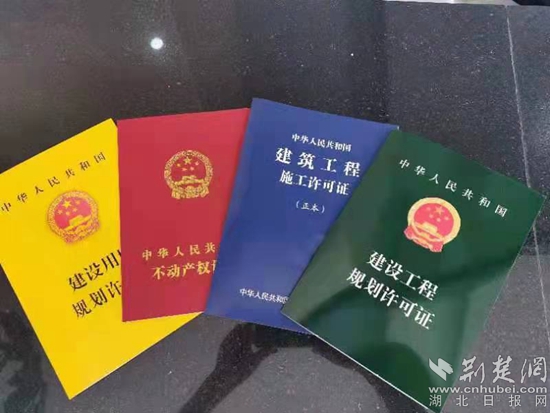 中华人民共和国
建设用
规划许
中华人民共
不动产权
中华人民共和国
建筑工程
施工许可证
（正本）
中华人民共和国
中华人民共和国
建设工程
规划许可证
荆楚网
www.cnhubei.com
湖北日报网